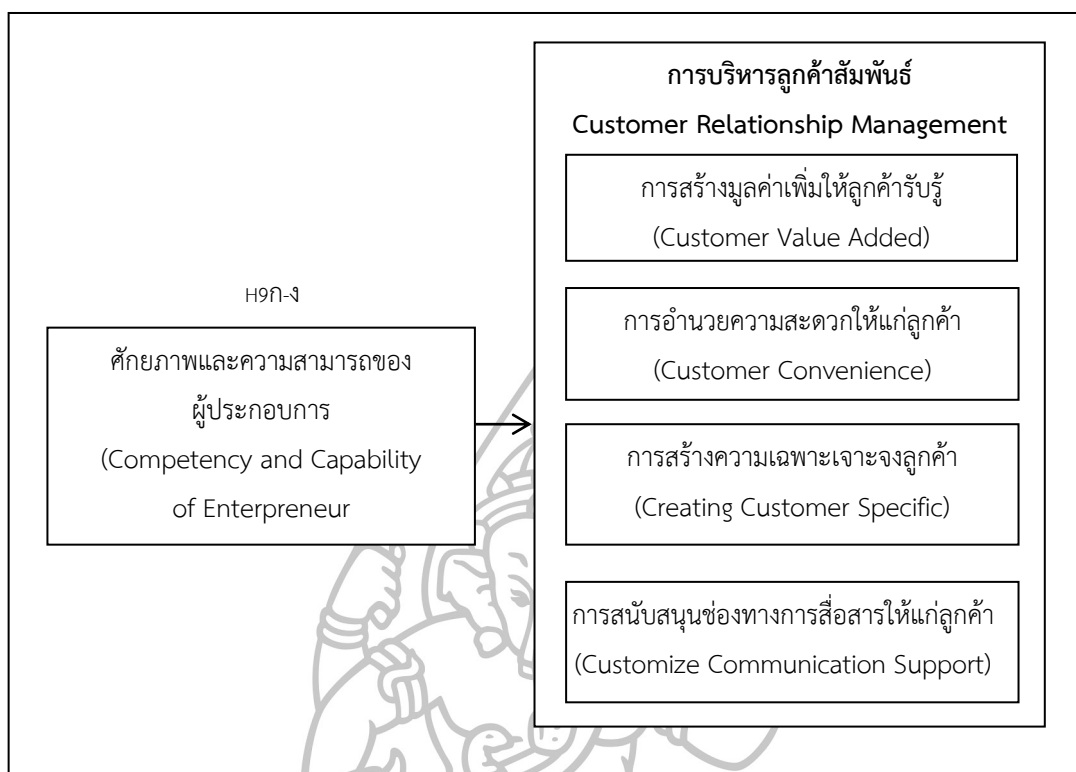 การบริหารลูกค้าสัมพันธ์
Customer Relationship Management
การสร้างมูลค่าเพิ่มให้ลูกค้ารับรู้
(Customer Value Added)
H9ก-ง
ศักยภาพและความสามารถของ
ผู้ประกอบการ
(Competency and Capability
of Enterpreneur
การอำนวยความสะดวกให้แก่ลูกค้า
(Customer Convenience)
การสร้างความเฉพาะเจาะจงลูกค้า
(Creating Customer Specific)
การสนับสนุนช่องทางการสื่อสารให้แก่ลูกค้า
(Customize Communication Support)